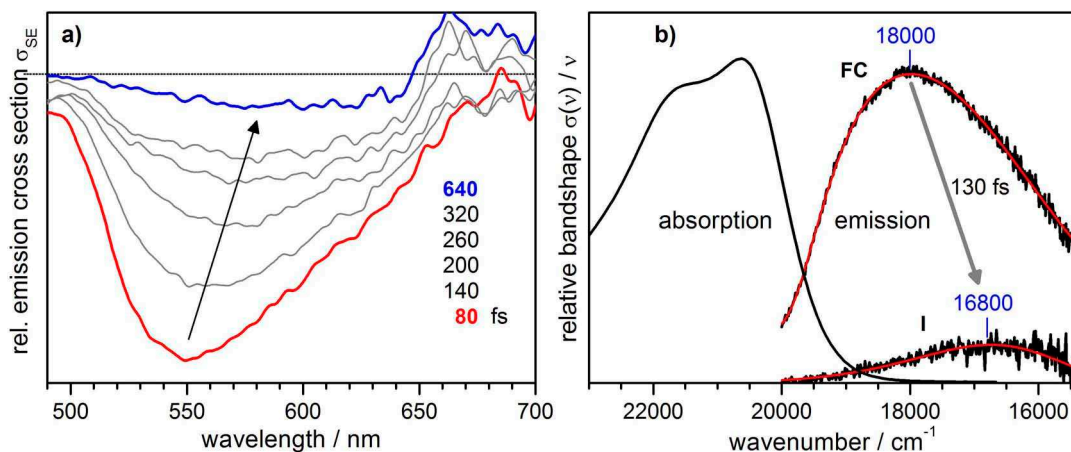 a)
rel. emission cross section σSE
640
320
260
200
140
80 fs
500 550 600 650 700
wavelength / nm
b)
18000
FC
130 fs
absorption emission
16800
I
relative bandshape σ(ν) / ν
22000 20000 18000 16000
wavenumber / cm⁻¹